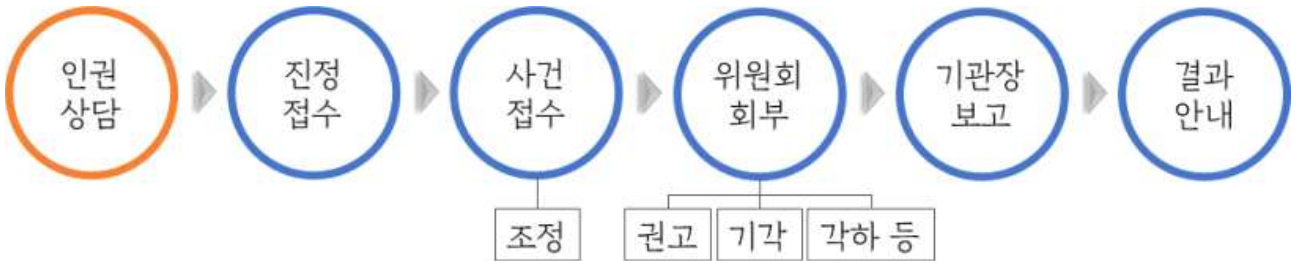 인권
상담
진정
접수
사건
접수
위원회
회부
기관장
보고
결과
안내
조정
권고
기각
각하 등